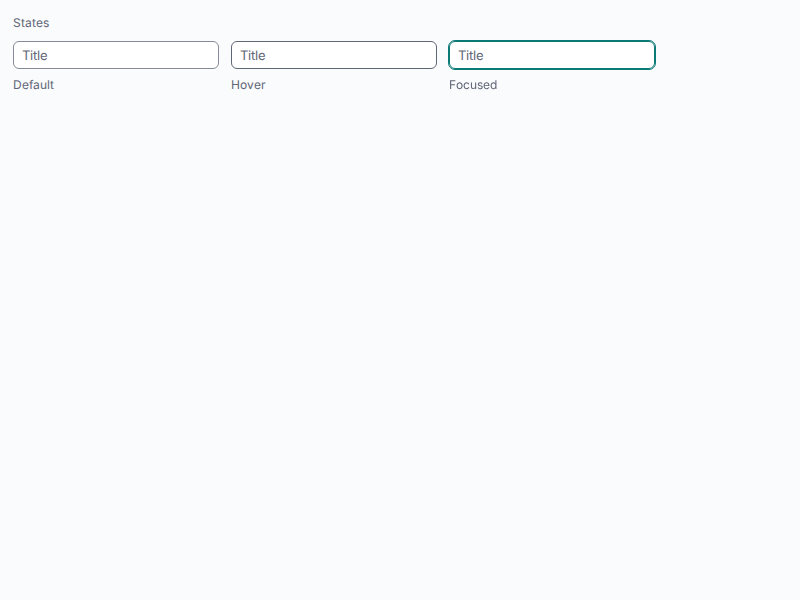 States
Title
Title
Title
Default
Hover
Focused